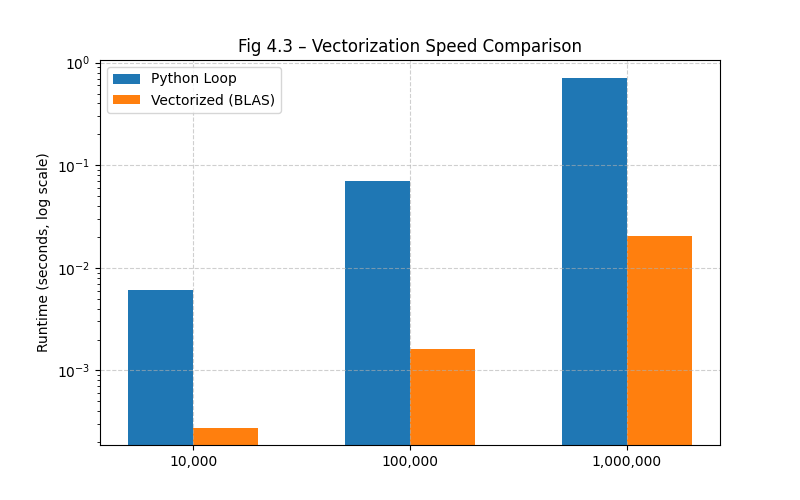 Fig 4.3 – Vectorization Speed Comparison
Python Loop
Vectorized (BLAS)
Runtime (seconds, log scale)
10⁰
10⁻¹
10⁻²
10⁻³
10,000
100,000
1,000,000